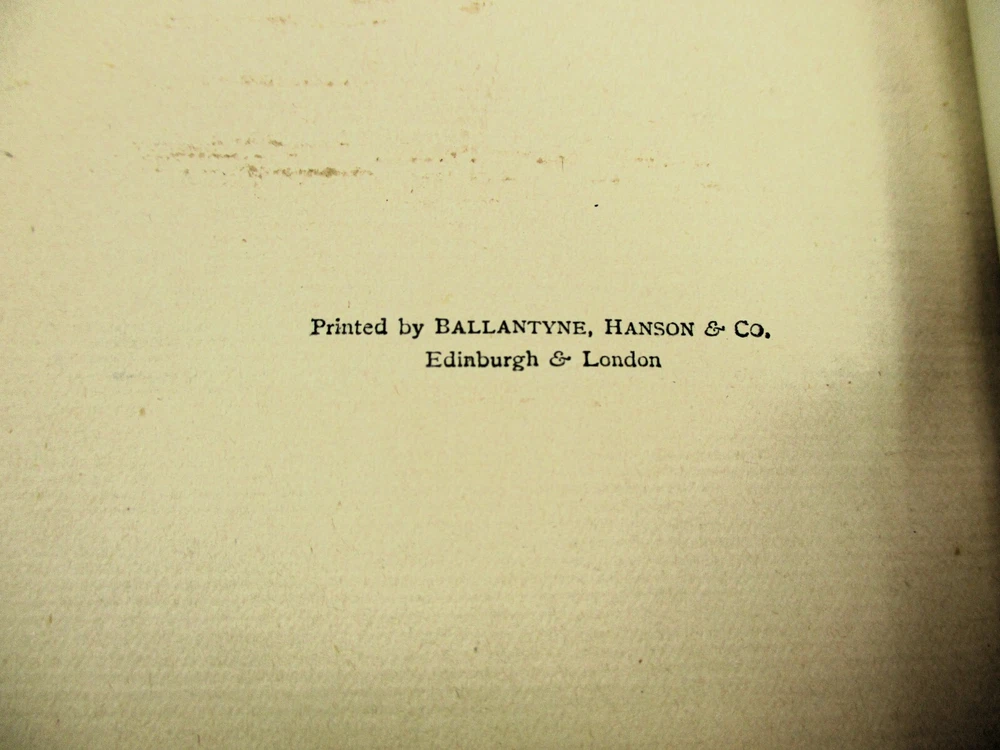 Printed by BALLANTYNE, HANSON & Co.
Edinburgh & London